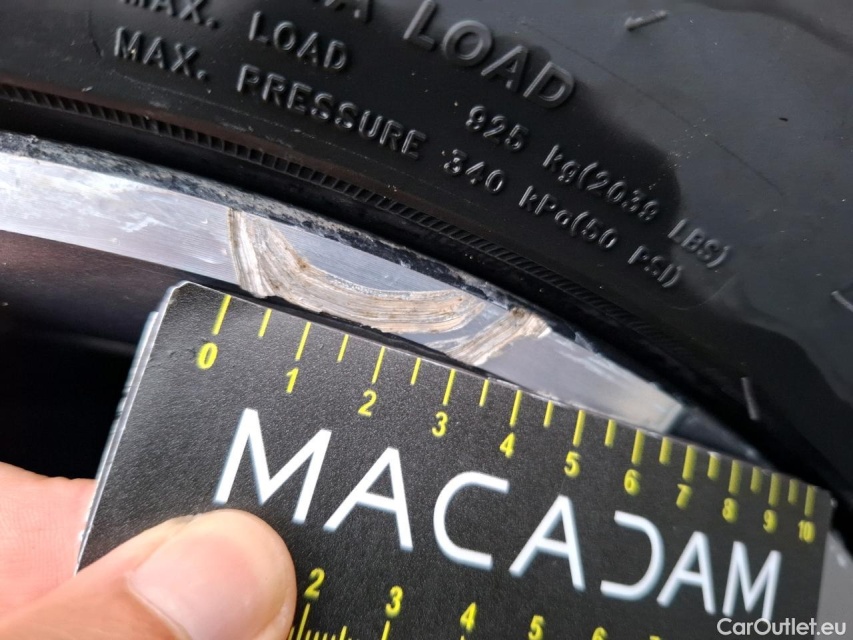 LOAD
MAX. LOAD 925 kg(2039 LBS)
MAX. PRESSURE 340 kPa(50 PSI)
0 1 2 3 4 5 6 7 8 9 10
MACADAM
2 3 4 5 6
CarOutlet.eu